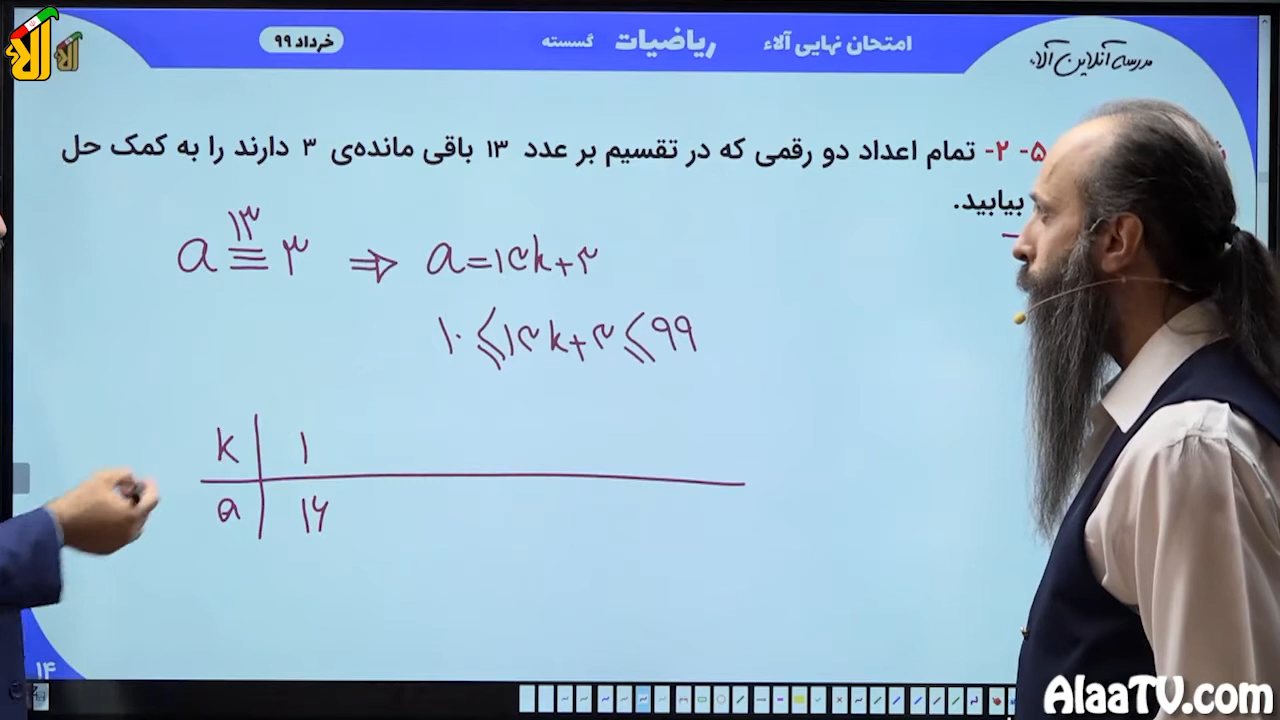 مدرسه آنلاین آلاء
امتحان نهایی آلاء ریاضیات گسسته
خرداد ۹۹
۵- ۲- تمام اعداد دو رقمی که در تقسیم بر عدد ۱۳ باقی مانده‌ی ۳ دارند را به کمک حل
بیابید.
a ≡ ۳ ⇒ a = ۱۳k + ۳
۱۳
۱۰ ⩽ ۱۳k + ۳ ⩽ ۹۹
k | ۱
a | ۱۶
۱۴
AlaaTV.com